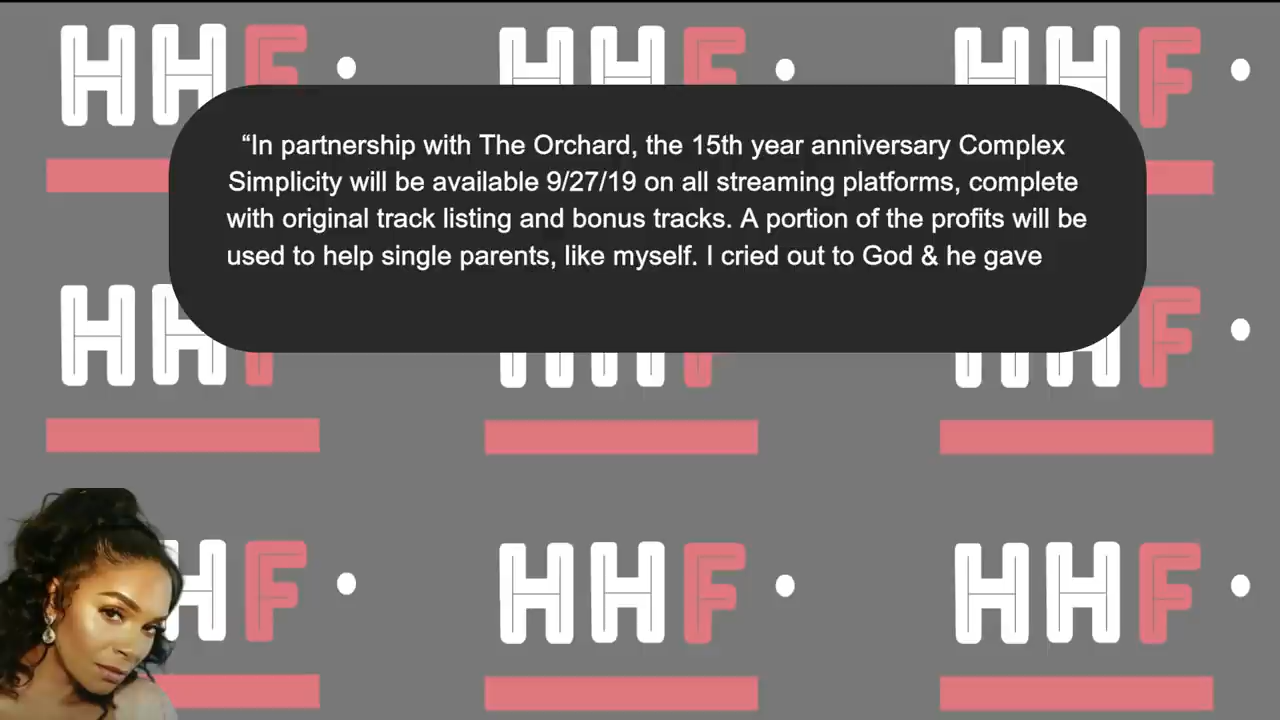 HHF. HHF. HHF.
“In partnership with The Orchard, the 15th year anniversary Complex
Simplicity will be available 9/27/19 on all streaming platforms, complete
with original track listing and bonus tracks. A portion of the profits will be
used to help single parents, like myself. I cried out to God & he gave
HHF HHF HHF.
HHF. HHF. HHF.